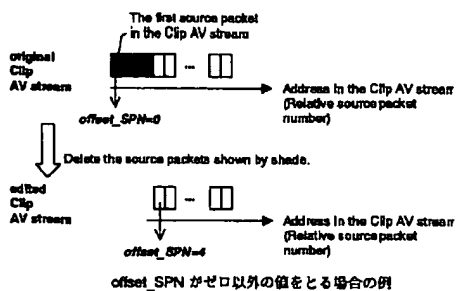 The first source packet
in the Clip AV stream
original
Clip
AV stream
...
Address in the Clip AV stream
(Relative source packet
number)
offset_SPN=0
Delete the source packets shown by shade.
edited
Clip
AV stream
...
Address in the Clip AV stream
(Relative source packet
number)
offset_SPN=4
offset_SPN がゼロ以外の値をとる場合の例